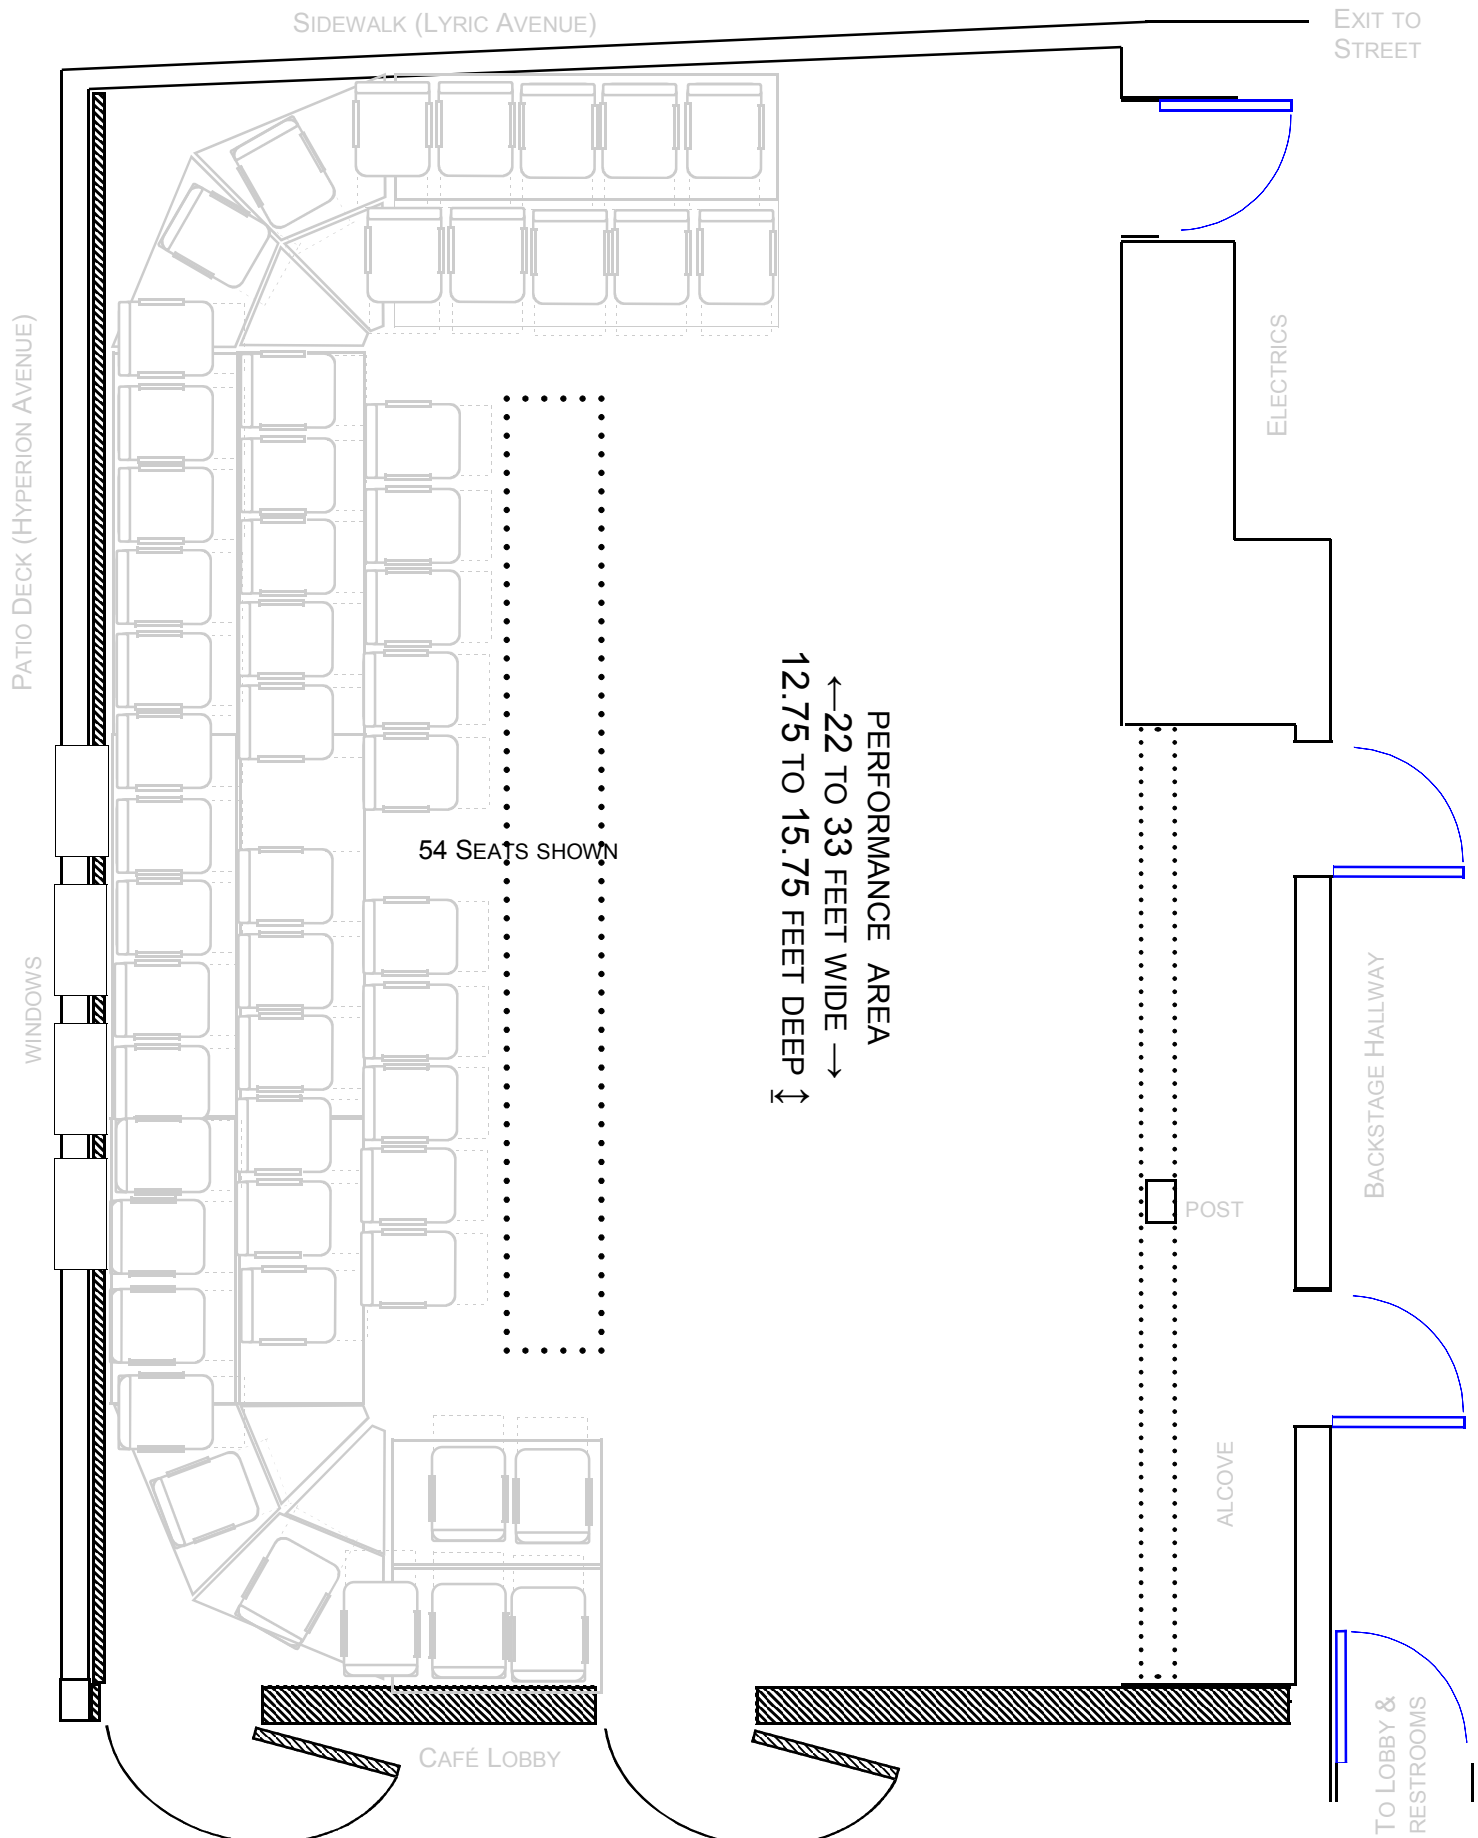 SIDEWALK (LYRIC AVENUE)
EXIT TO
STREET
PATIO DECK (HYPERION AVENUE)
ELECTRICS
PERFORMANCE AREA
←22 TO 33 FEET WIDE →
12.75 TO 15.75 FEET DEEP ↨
54 SEATS SHOWN
WINDOWS
BACKSTAGE HALLWAY
POST
ALCOVE
CAFÉ LOBBY
TO LOBBY &
RESTROOMS